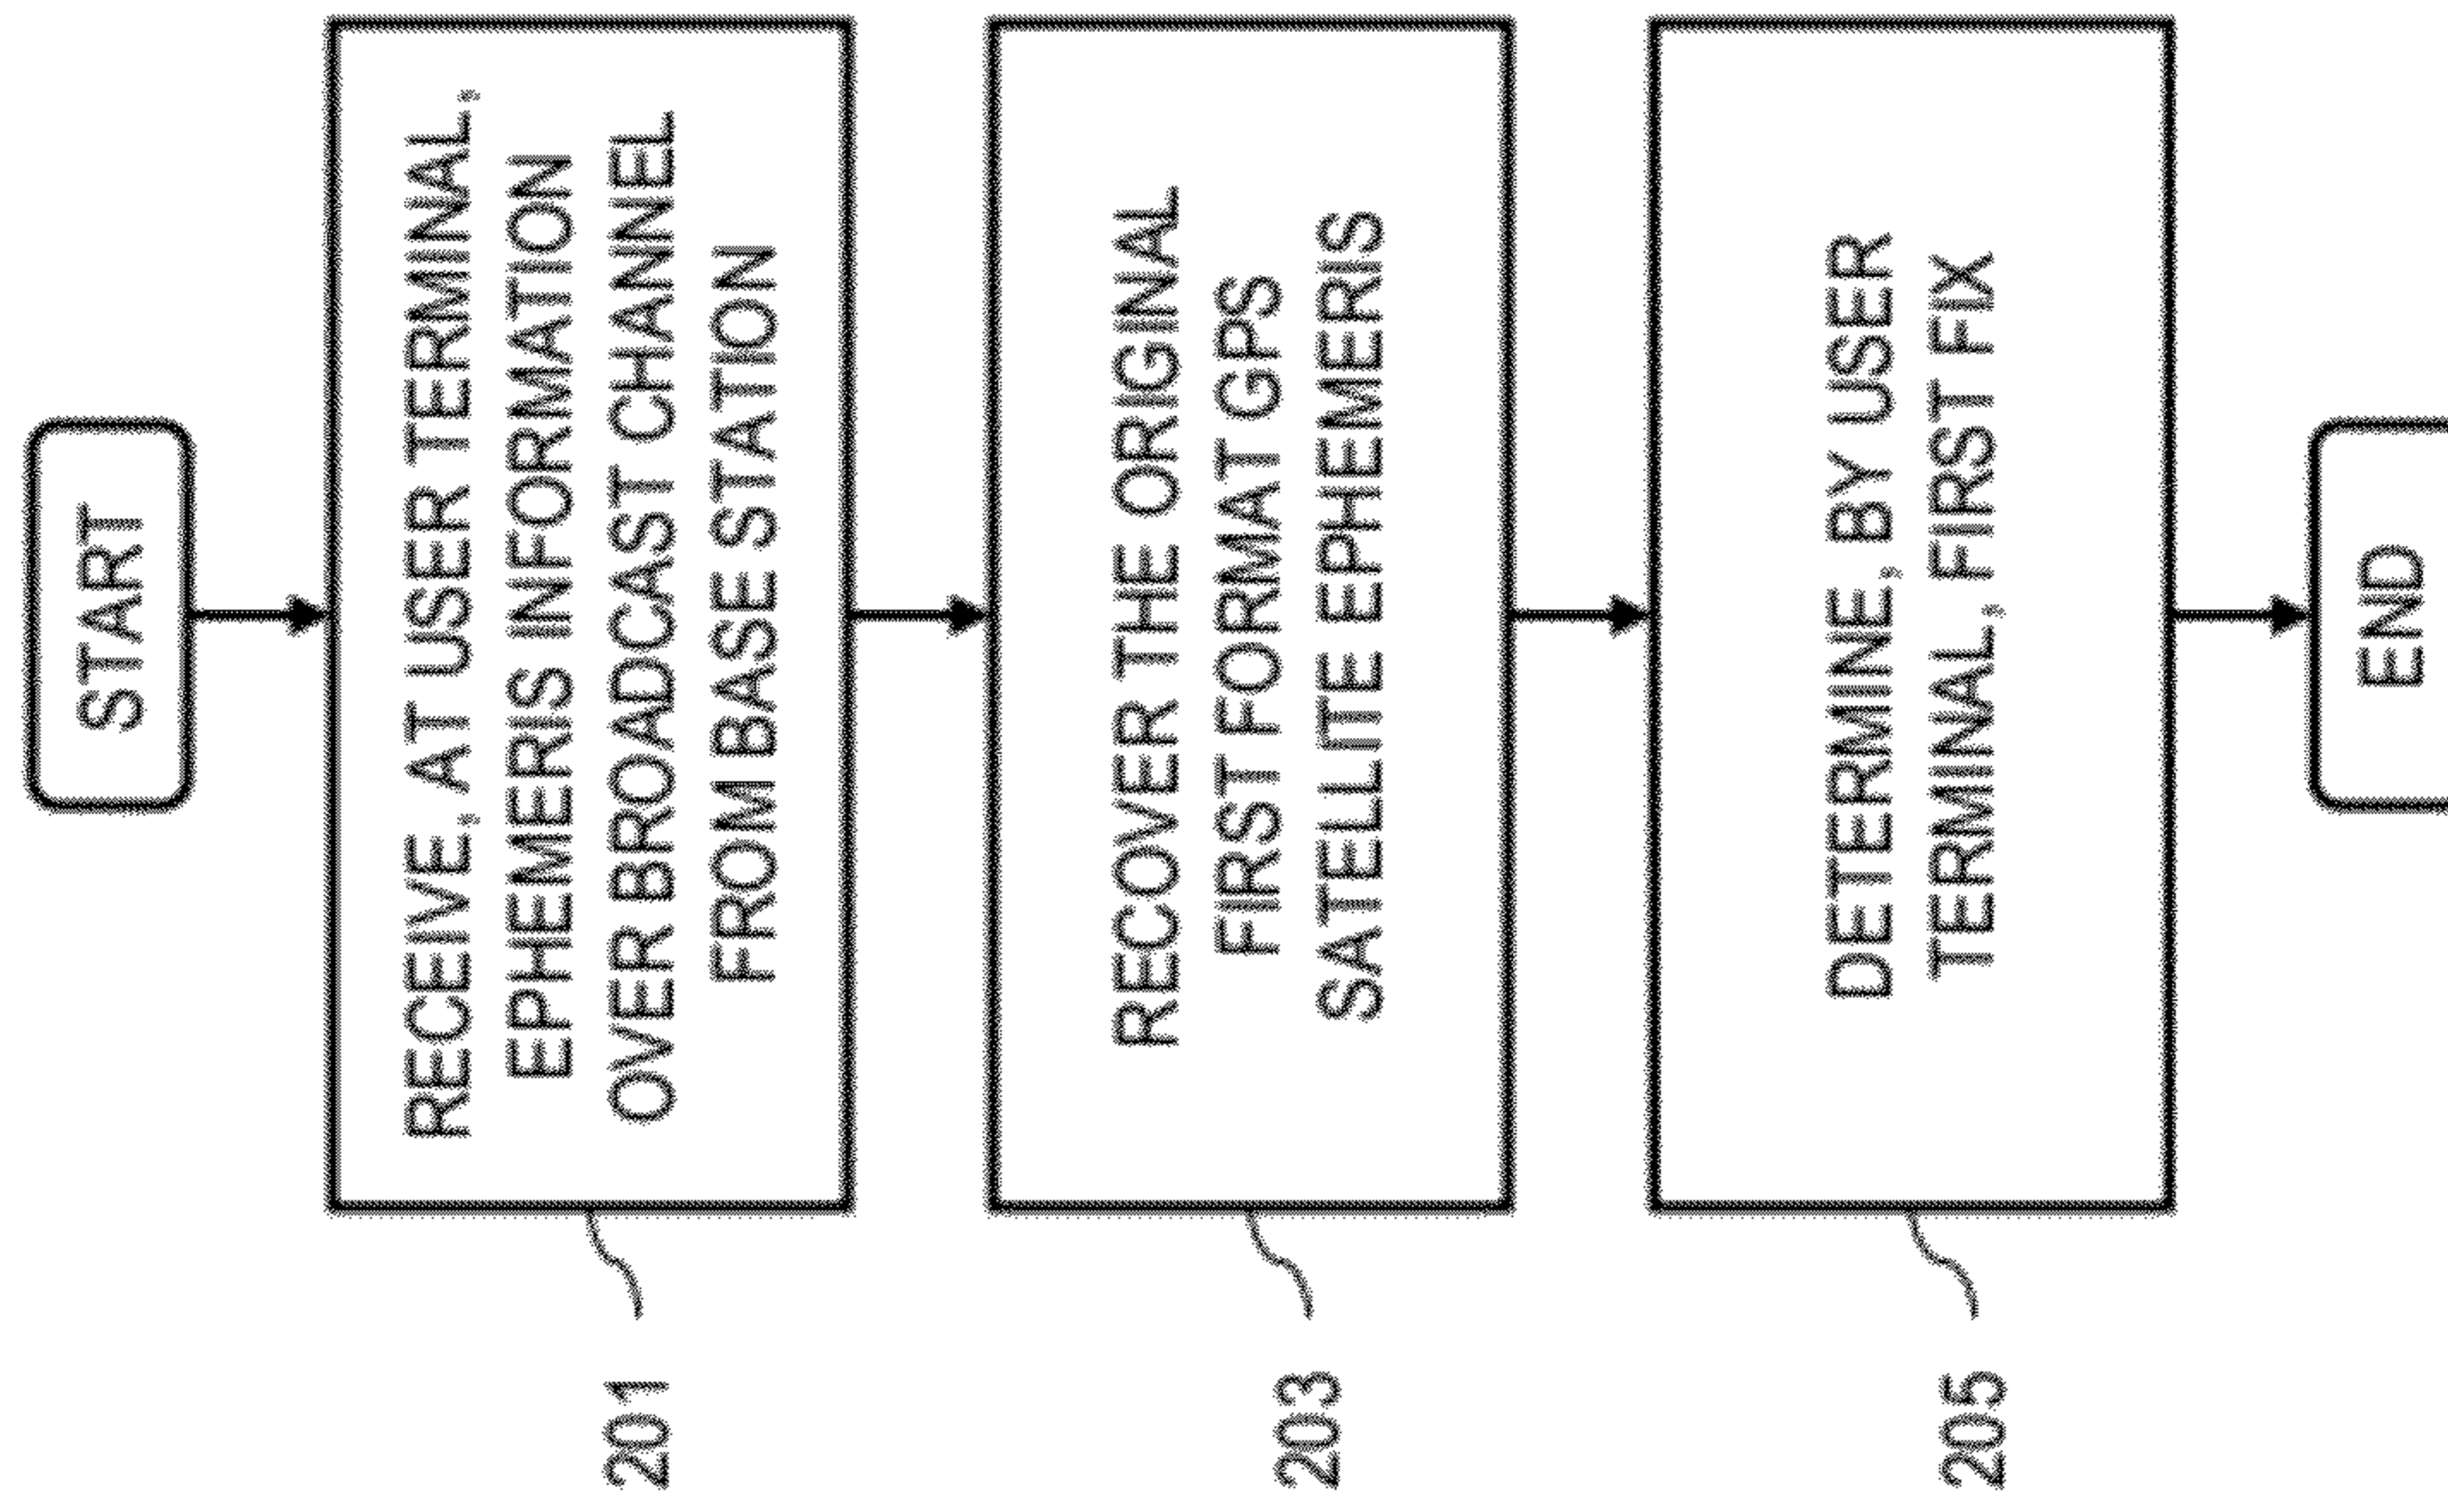 START
RECEIVE, AT USER TERMINAL,
EPHEMERIS INFORMATION
OVER BROADCAST CHANNEL
FROM BASE STATION
201
RECOVER THE ORIGINAL
FIRST FORMAT GPS
SATELLITE EPHEMERIS
203
DETERMINE, BY USER
TERMINAL, FIRST FIX
205
END